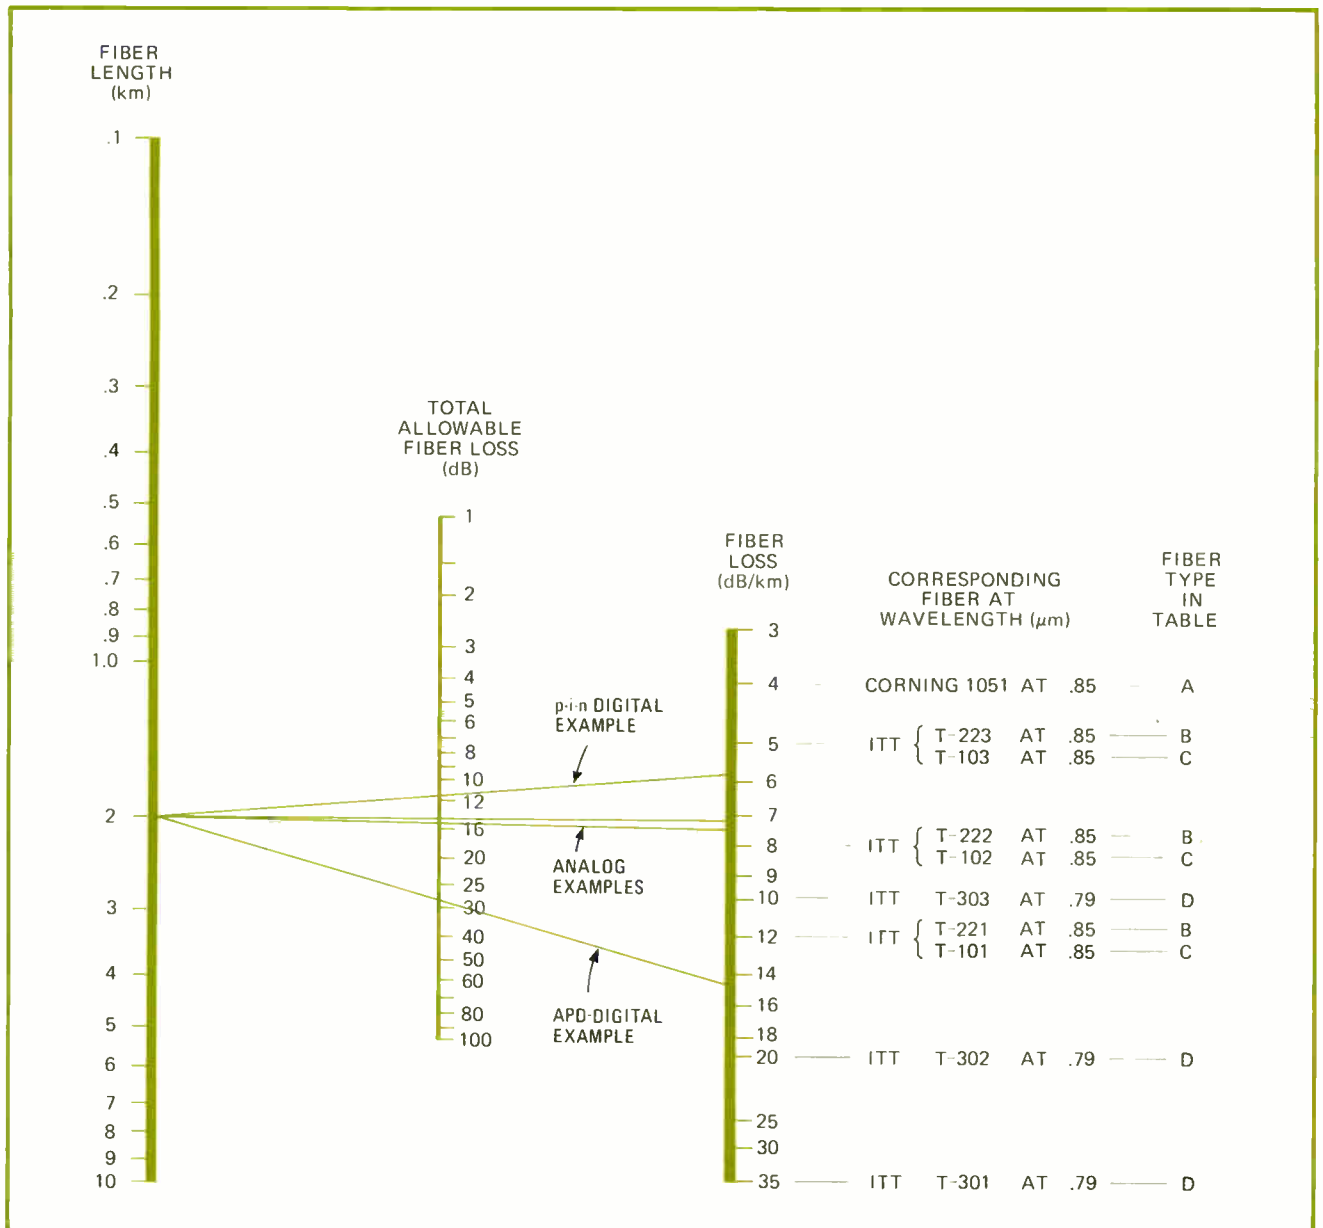 FIBER
LENGTH
(km)
.1
.2
.3
.4
.5
.6
.7
.8
.9
1.0
2
3
4
5
6
7
8
9
10
TOTAL
ALLOWABLE
FIBER LOSS
(dB)
1
2
3
4
5
6
8
10
12
16
20
25
30
40
50
60
80
100
p-i-n DIGITAL
EXAMPLE
ANALOG
EXAMPLES
APD-DIGITAL
EXAMPLE
FIBER
LOSS
(dB/km)
3
4
5
6
7
8
9
10
12
14
16
18
20
25
30
35
CORRESPONDING
FIBER AT
WAVELENGTH (μm)
FIBER
TYPE
IN
TABLE
CORNING 1051 AT .85 A
ITT { T-223 AT .85 B
T-103 AT .85 C
ITT { T-222 AT .85 B
T-102 AT .85 C
ITT T-303 AT .79 D
ITT { T-221 AT .85 B
T-101 AT .85 C
ITT T-302 AT .79 D
ITT T-301 AT .79 D